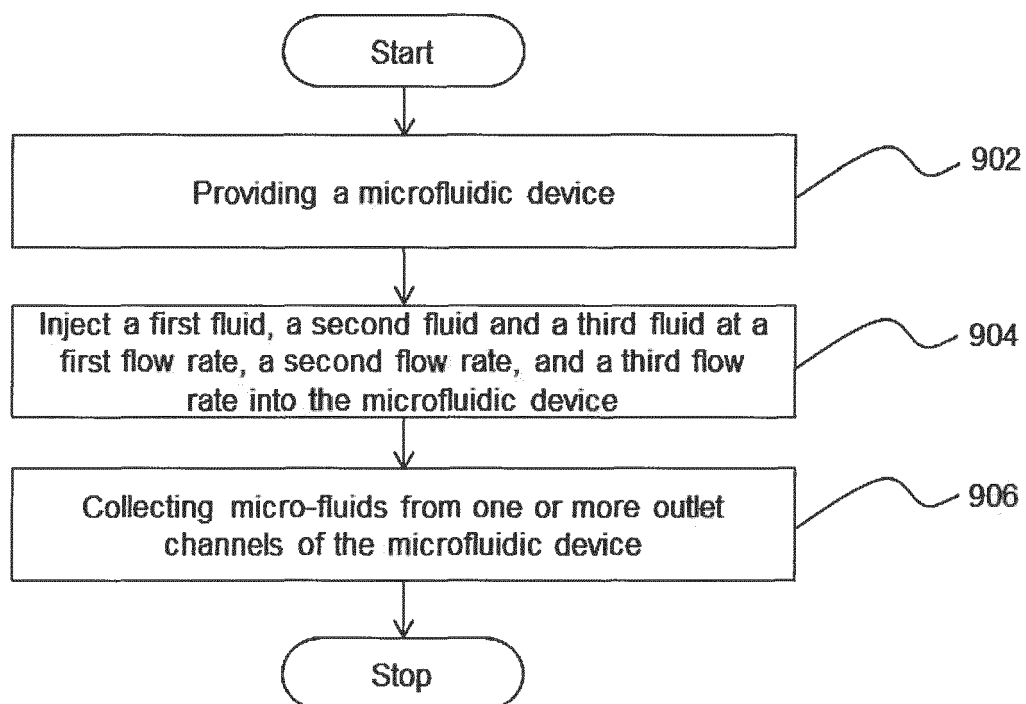 Start
Providing a microfluidic device
902
Inject a first fluid, a second fluid and a third fluid at a
first flow rate, a second flow rate, and a third flow
rate into the microfluidic device
904
Collecting micro-fluids from one or more outlet
channels of the microfluidic device
906
Stop